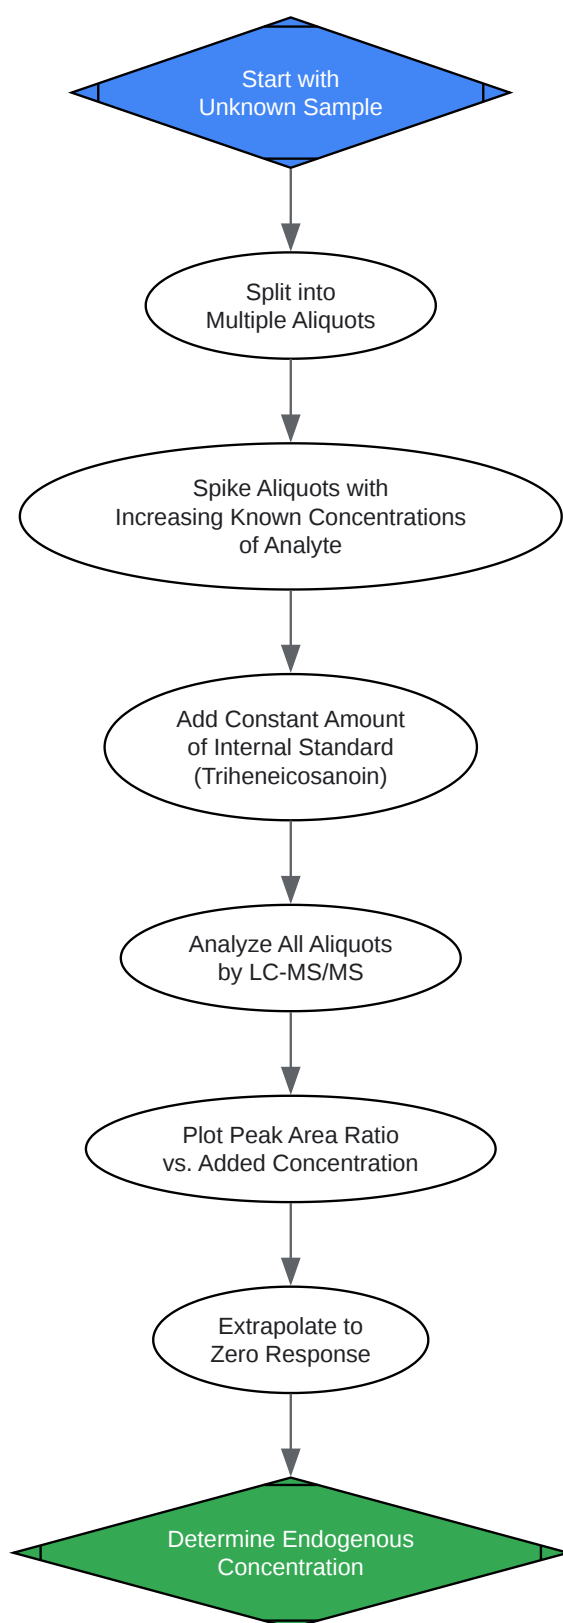 Start with
Unknown Sample
Split into
Multiple Aliquots
Spike Aliquots with
Increasing Known Concentrations
of Analyte
Add Constant Amount
of Internal Standard
(Triheneicosanoin)
Analyze All Aliquots
by LC-MS/MS
Plot Peak Area Ratio
vs. Added Concentration
Extrapolate to
Zero Response
Determine Endogenous
Concentration